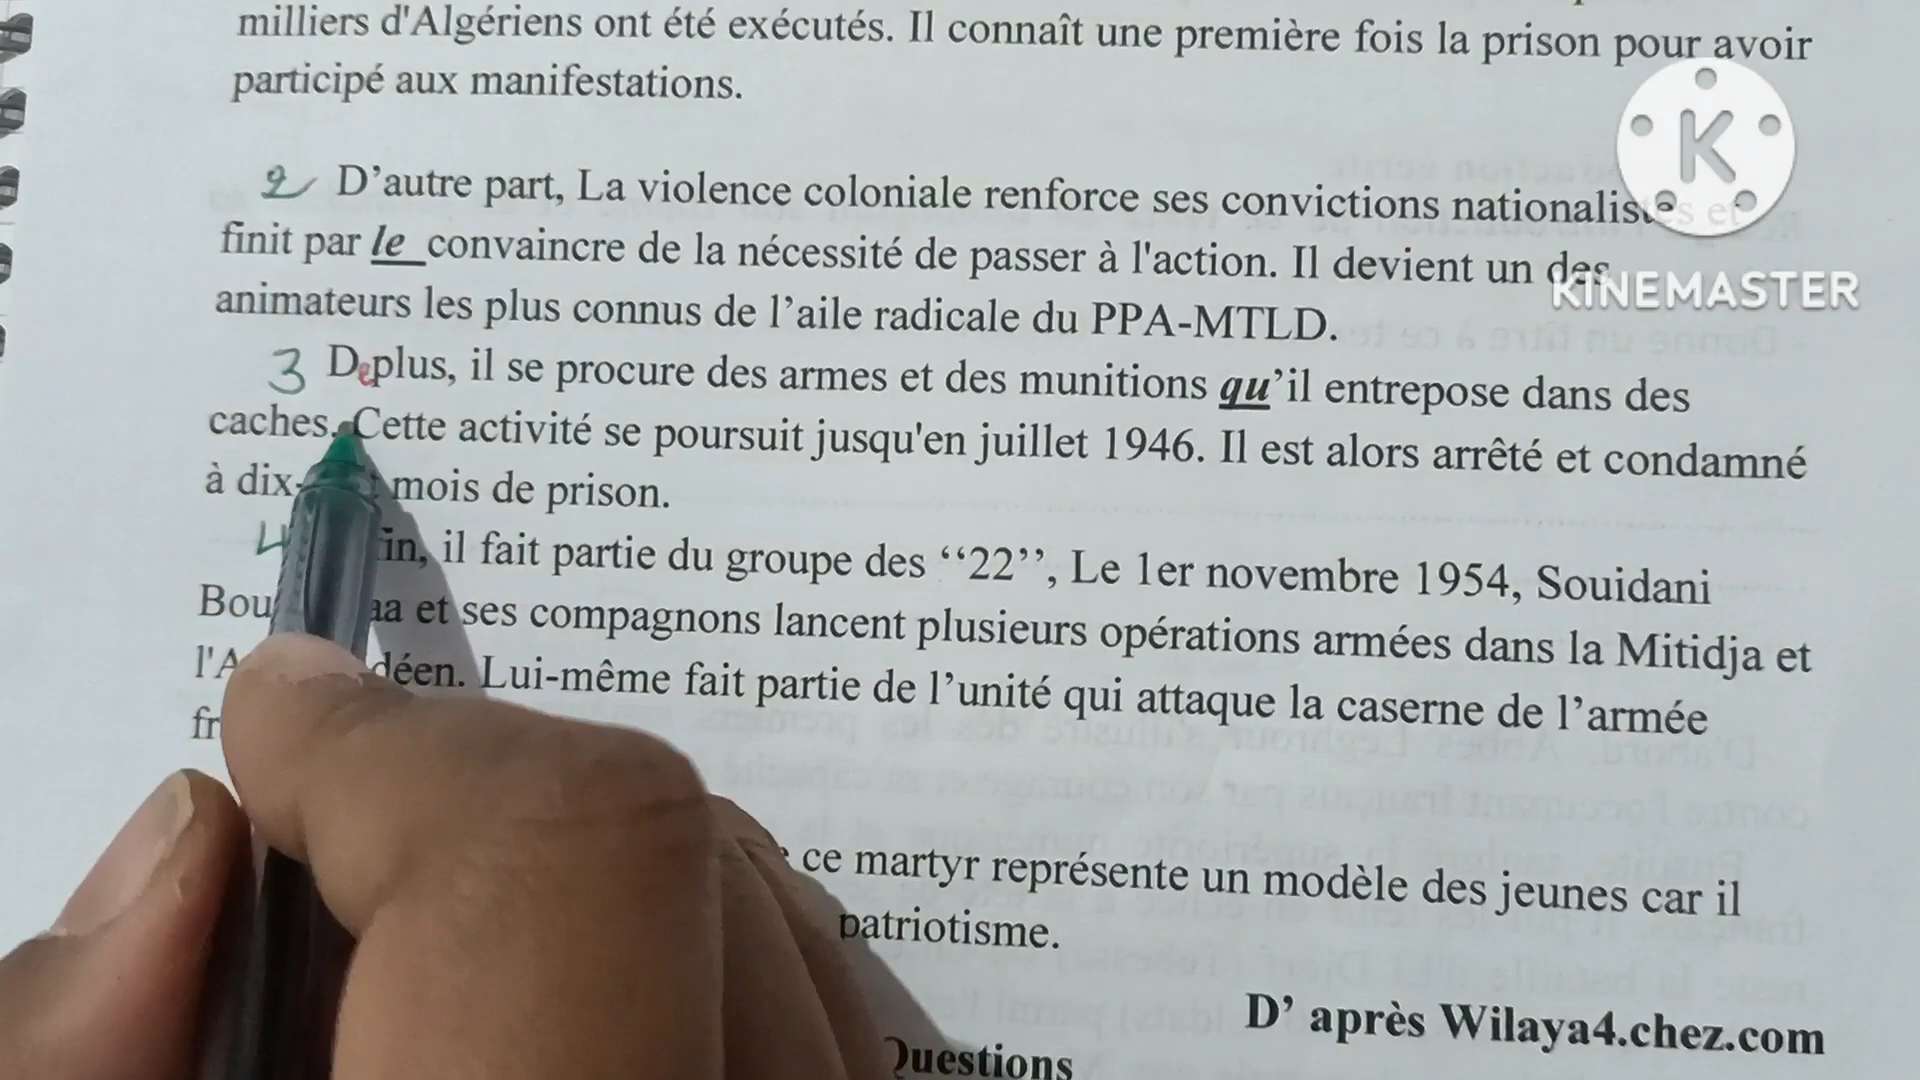 milliers d'Algériens ont été exécutés. Il connaît une première fois la prison pour avoir
participé aux manifestations.
2 D’autre part, La violence coloniale renforce ses convictions nationalistes et
finit par le convaincre de la nécessité de passer à l'action. Il devient un des
animateurs les plus connus de l’aile radicale du PPA-MTLD.
3 De plus, il se procure des armes et des munitions qu’il entrepose dans des
caches. Cette activité se poursuit jusqu'en juillet 1946. Il est alors arrêté et condamné
à dix- mois de prison.
4 il fait partie du groupe des ‘‘22’’, Le 1er novembre 1954, Souidani
et ses compagnons lancent plusieurs opérations armées dans la Mitidja et
Lui-même fait partie de l’unité qui attaque la caserne de l’armée
ce martyr représente un modèle des jeunes car il
patriotisme.
D’ après Wilaya4.chez.com
Questions
K
KINEMASTER